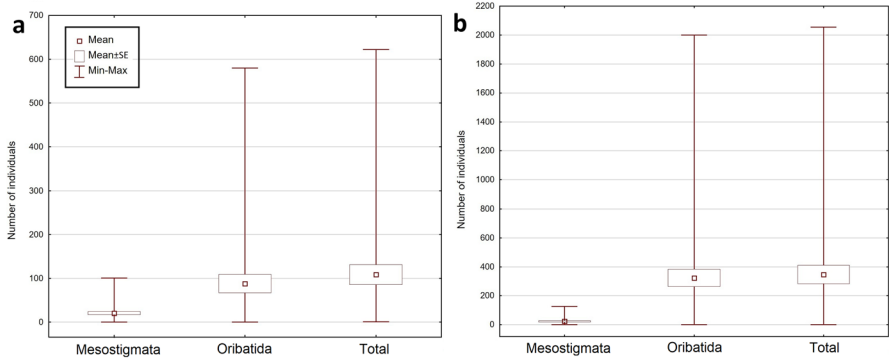 a
Mean
Mean±SE
Min-Max
Number of individuals
700
600
500
400
300
200
100
0
Mesostigmata Oribatida Total
b
Number of individuals
2200
2000
1800
1600
1400
1200
1000
800
600
400
200
0
Mesostigmata Oribatida Total